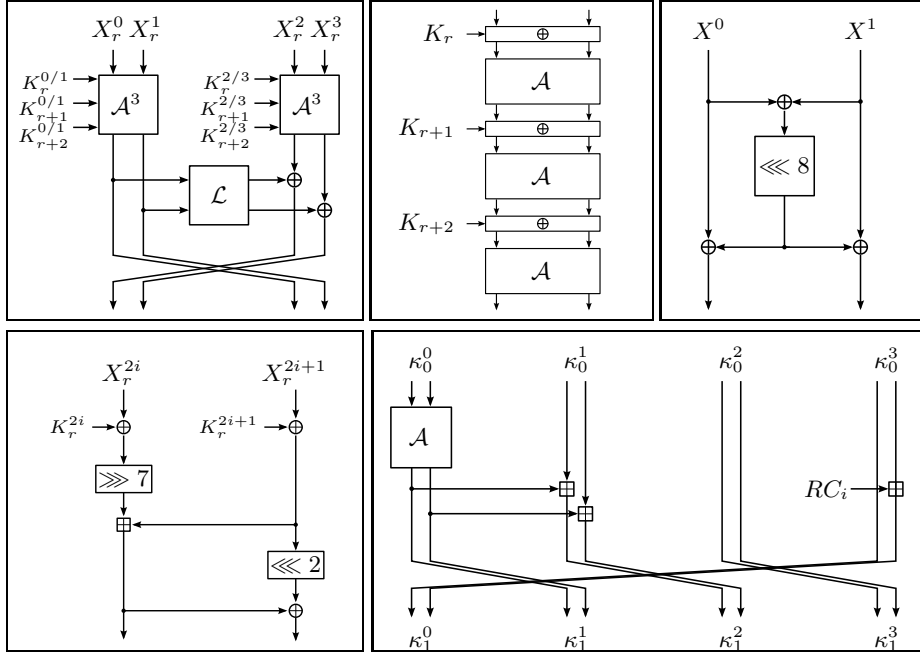 X_r^0 X_r^1 X_r^2 X_r^3
K_r^{0/1} K_r^{2/3}
K_{r+1}^{0/1} 𝒜^3 K_{r+1}^{2/3} 𝒜^3
K_{r+2}^{0/1} K_{r+2}^{2/3}
ℒ
K_r ⊕
𝒜
K_{r+1} ⊕
𝒜
K_{r+2} ⊕
𝒜
X^0 X^1
⋘ 8
X_r^{2i} X_r^{2i+1}
K_r^{2i} K_r^{2i+1}
⋙ 7
⋘ 2
κ_0^0 κ_0^1 κ_0^2 κ_0^3
𝒜
RC_i
κ_1^0 κ_1^1 κ_1^2 κ_1^3